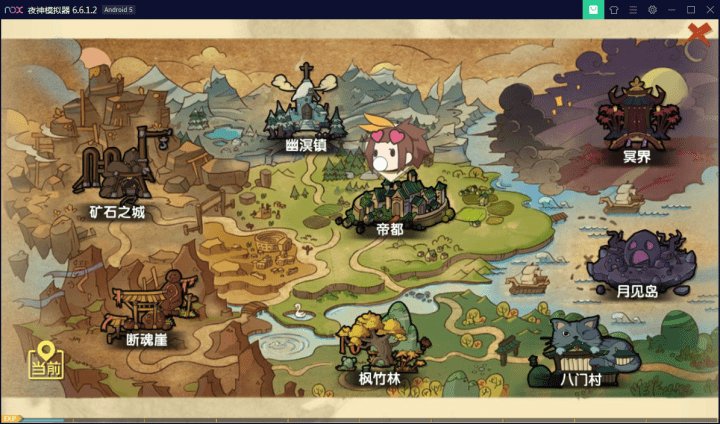 nox 夜神模拟器 6.6.1.2 Android 5
幽溟镇
冥界
矿石之城
帝都
月见岛
断魂崖
当前
枫竹林
八门村
EXP